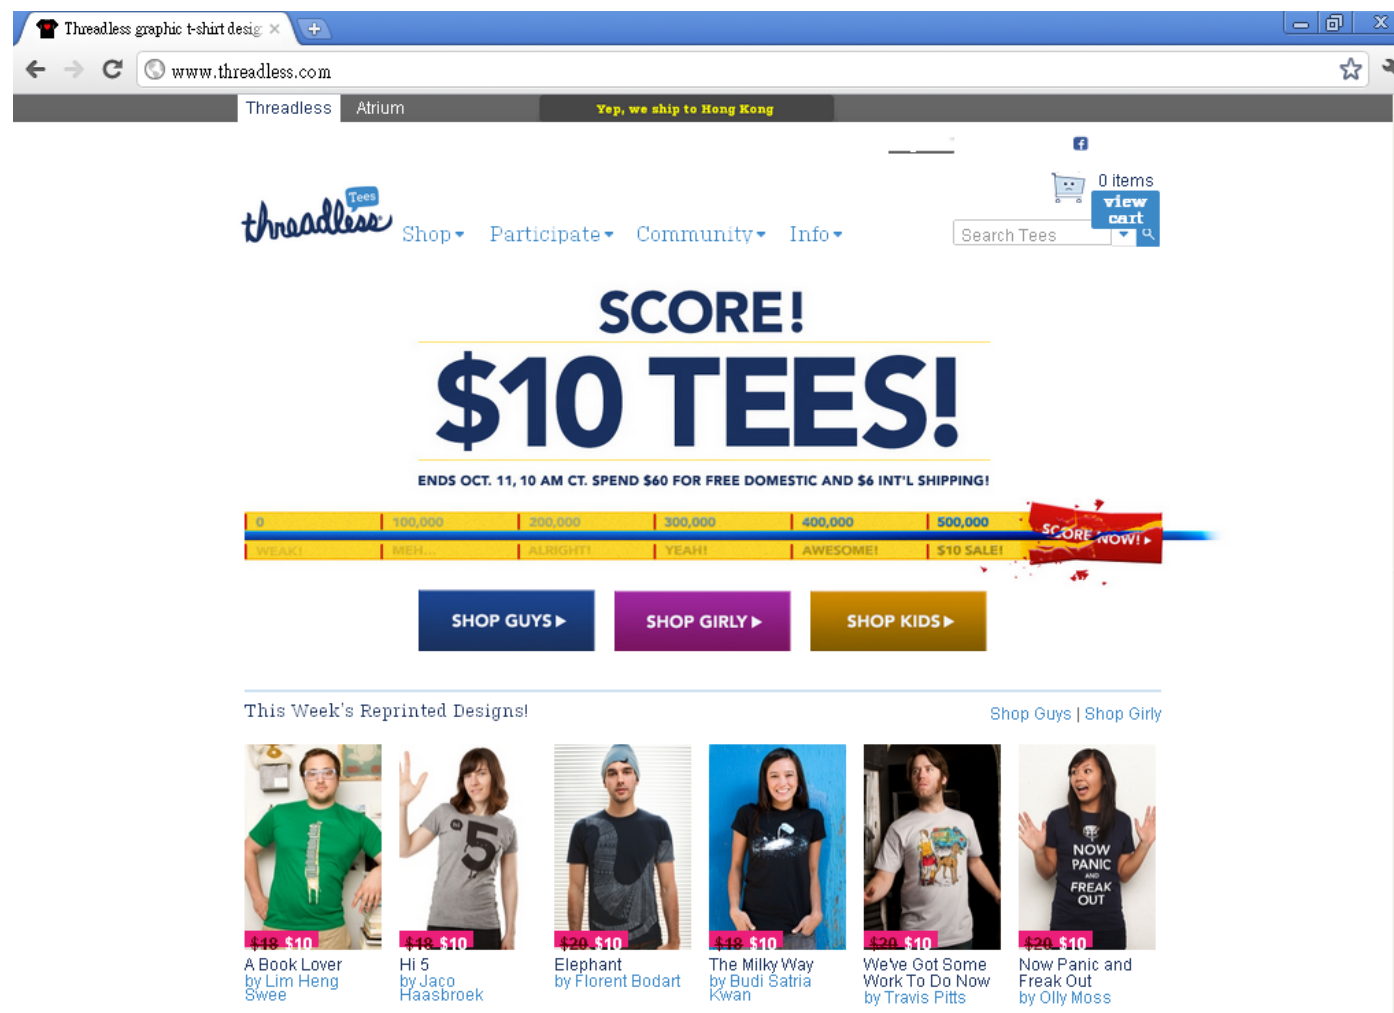 Threadless graphic t-shirt desig
www.threadless.com
Threadless Atrium Yep, we ship to Hong Kong
0 items
view
cart
Tees
threadless
Shop Participate Community Info Search Tees
SCORE!
$10 TEES!
ENDS OCT. 11, 10 AM CT. SPEND $60 FOR FREE DOMESTIC AND $6 INT'L SHIPPING!
0 100,000 200,000 300,000 400,000 500,000
SCORE NOW!
WEAK! MEH... ALRIGHT! YEAH! AWESOME! $10 SALE!
SHOP GUYS SHOP GIRLY SHOP KIDS
This Week's Reprinted Designs! Shop Guys | Shop Girly
5
NOW
PANIC
AND
FREAK
OUT
$18 $10 $18 $10 $20 $10 $18 $10 $20 $10 $20 $10
A Book Lover
by Lim Heng
Swee
Hi 5
by Jaco
Haasbroek
Elephant
by Florent Bodart
The Milky Way
by Budi Satria
Kwan
We've Got Some
Work To Do Now
by Travis Pitts
Now Panic and
Freak Out
by Olly Moss